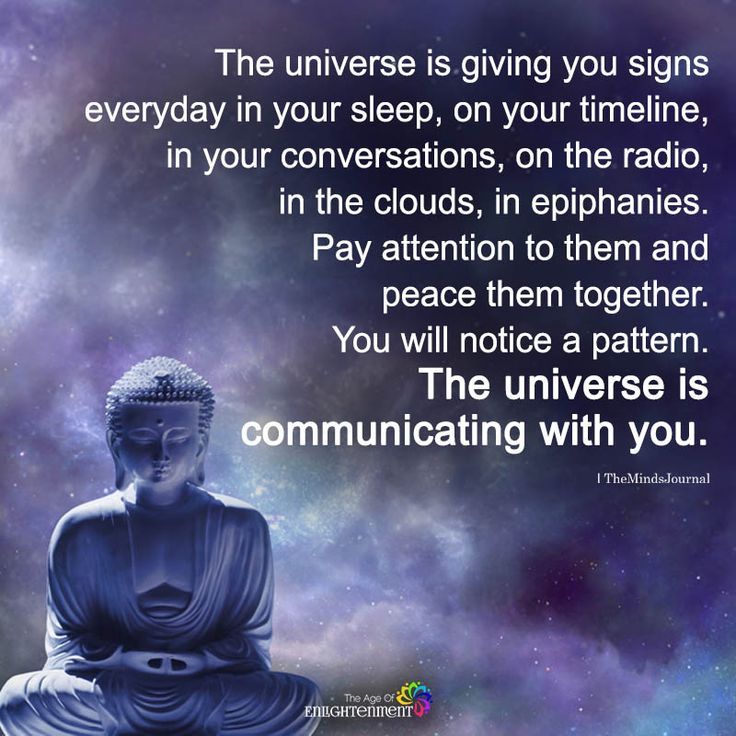 The universe is giving you signs
everyday in your sleep, on your timeline,
in your conversations, on the radio,
in the clouds, in epiphanies.
Pay attention to them and
peace them together.
You will notice a pattern.
The universe is
communicating with you.
| TheMindsJournal
The Age Of
ENLIGHTENMENT